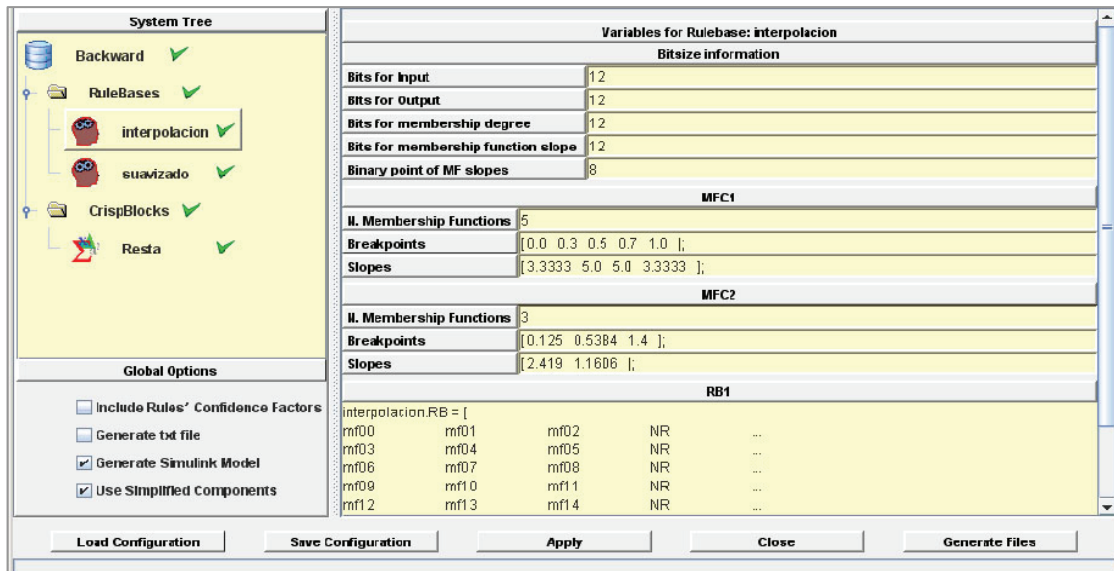 System Tree
Backward
RuleBases
interpolacion
suavizado
CrispBlocks
Resta
Global Options
Include Rules' Confidence Factors
Generate txt file
Generate Simulink Model
Use Simplified Components
Variables for Rulebase: interpolacion
Bitsize information
Bits for Input 12
Bits for Output 12
Bits for membership degree 12
Bits for membership function slope 12
Binary point of MF slopes 8
MFC1
N. Membership Functions 5
Breakpoints [0.0 0.3 0.5 0.7 1.0 ];
Slopes [3.3333 5.0 5.0 3.3333 ];
MFC2
N. Membership Functions 3
Breakpoints [0.125 0.5384 1.4 ];
Slopes [2.419 1.1606 ];
RB1
interpolacion.RB = [
mf00 mf01 mf02 NR ...
mf03 mf04 mf05 NR ...
mf06 mf07 mf08 NR ...
mf09 mf10 mf11 NR ...
mf12 mf13 mf14 NR ...
Load Configuration Save Configuration Apply Close Generate Files